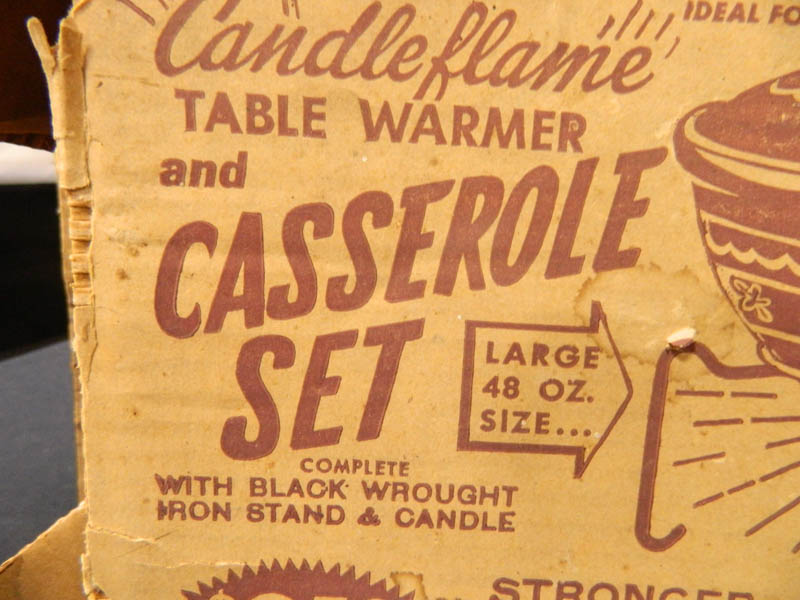 IDEAL FO
Candleflame
TABLE WARMER
and
CASSEROLE
SET
LARGE
48 OZ.
SIZE...
COMPLETE
WITH BLACK WROUGHT
IRON STAND & CANDLE
STRONGER